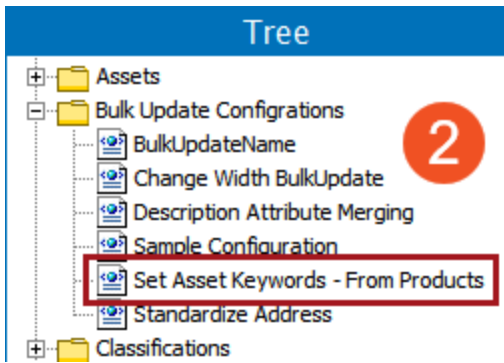 Tree
Assets
Bulk Update Configrations
2
BulkUpdateName
Change Width BulkUpdate
Description Attribute Merging
Sample Configuration
Set Asset Keywords - From Products
Standardize Address
Classifications